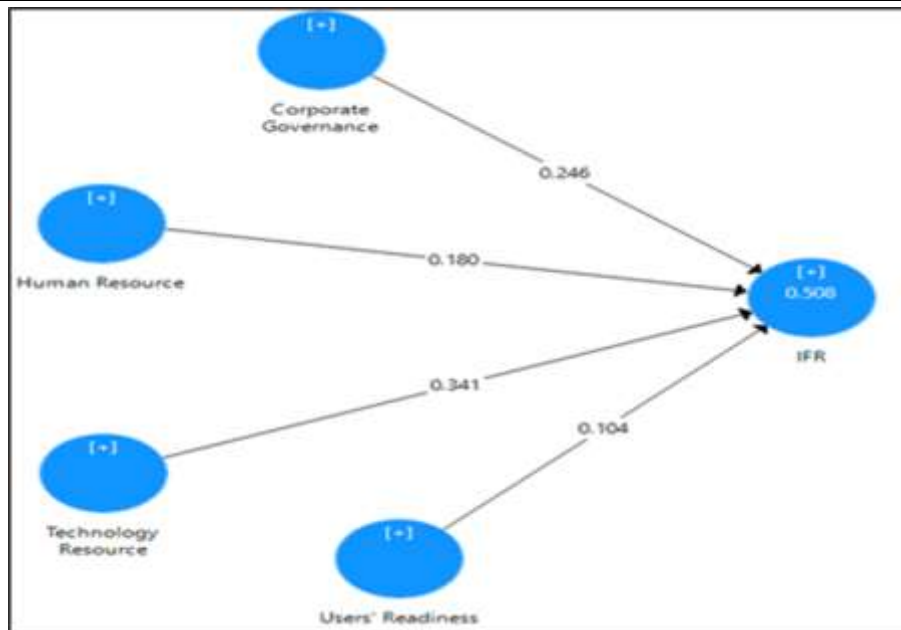 [+]
Corporate
Governance
0.246
[+]
Human Resource
0.180
[+]
0.508
IFR
0.341
[+]
Technology
Resource
0.104
[+]
Users' Readiness